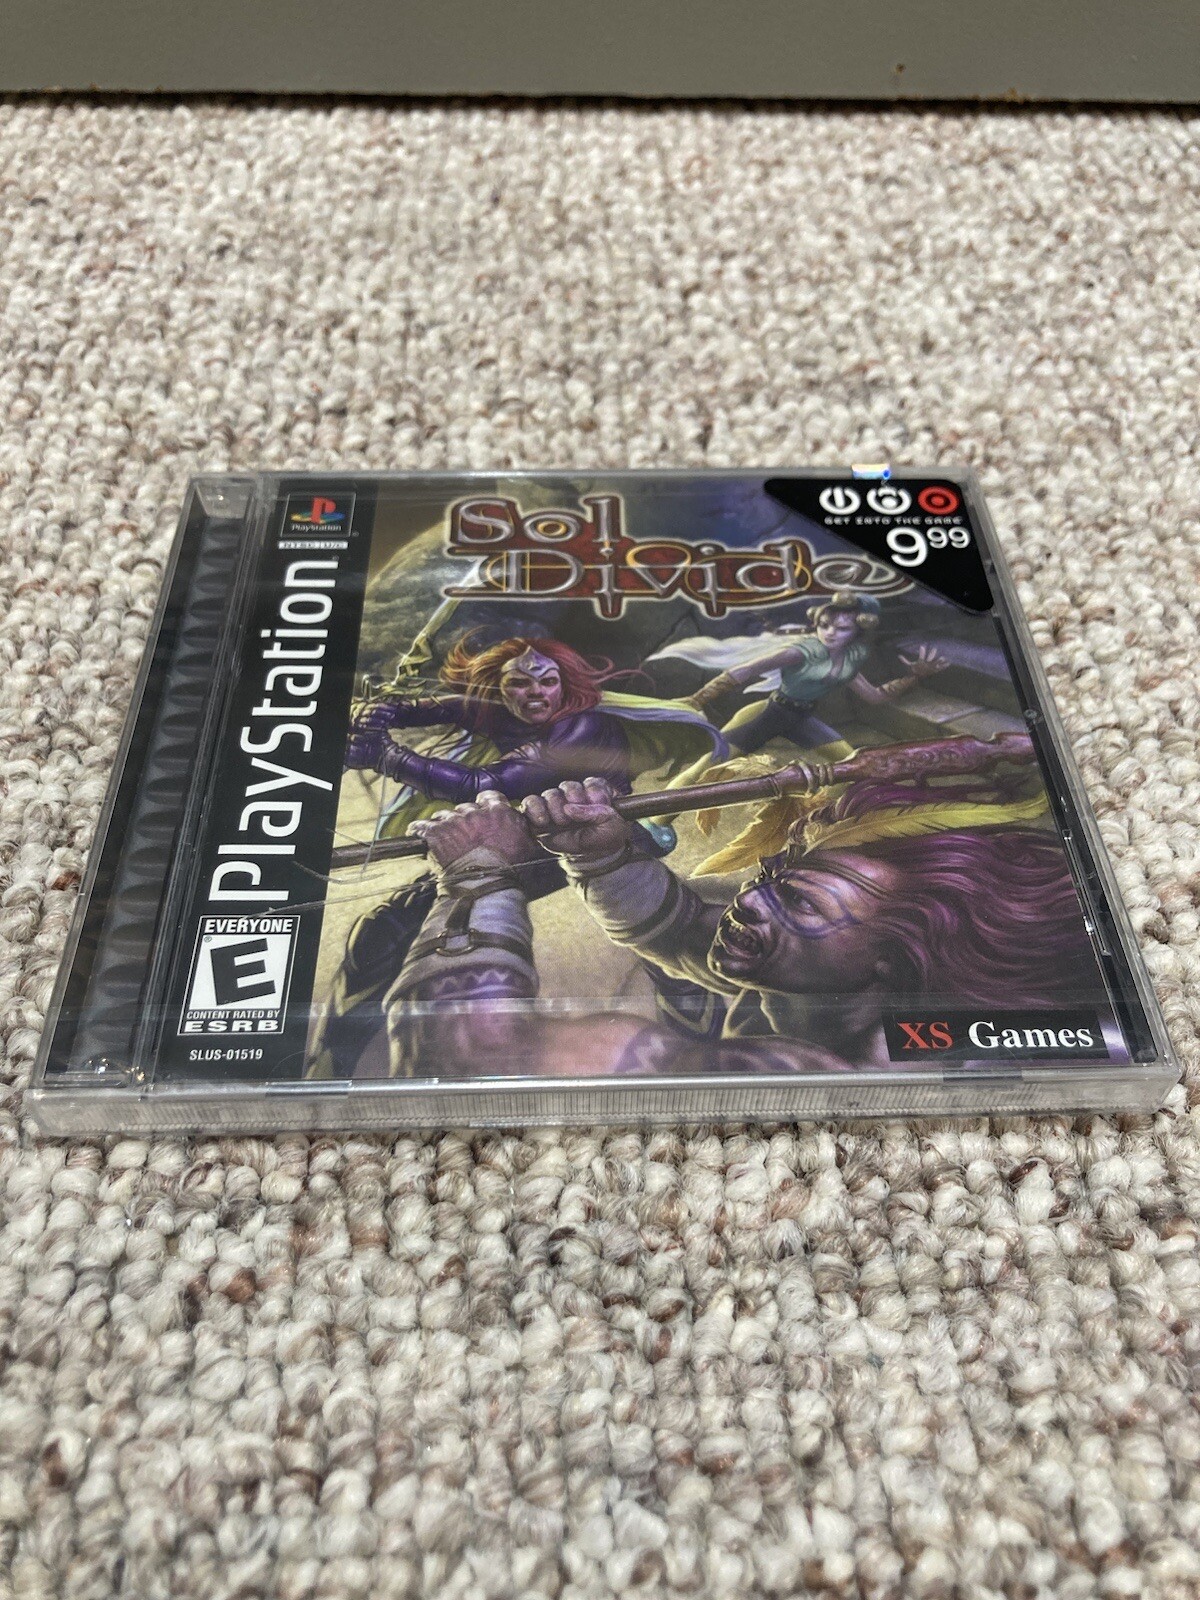 PlayStation
NTSC U/C
PlayStation
Sol
Divide
GET INTO THE GAME
9.99
EVERYONE
E
CONTENT RATED BY
ESRB
SLUS-01519
XS Games